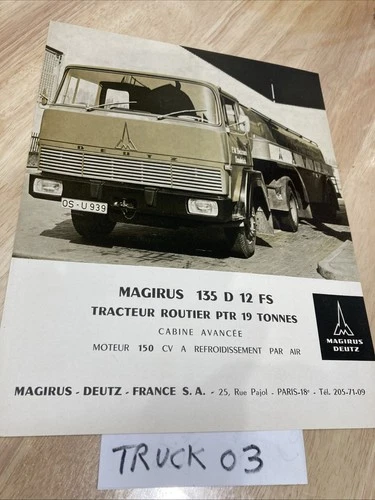 DEUTZ
OS-U 939
MAGIRUS 135 D 12 FS
TRACTEUR ROUTIER PTR 19 TONNES
CABINE AVANCÉE
MOTEUR 150 CV A REFROIDISSEMENT PAR AIR
MAGIRUS
DEUTZ
MAGIRUS - DEUTZ - FRANCE S.A. - 25, Rue Pajol - PARIS-18e - Tél. 205-71-09
TRUCK 03